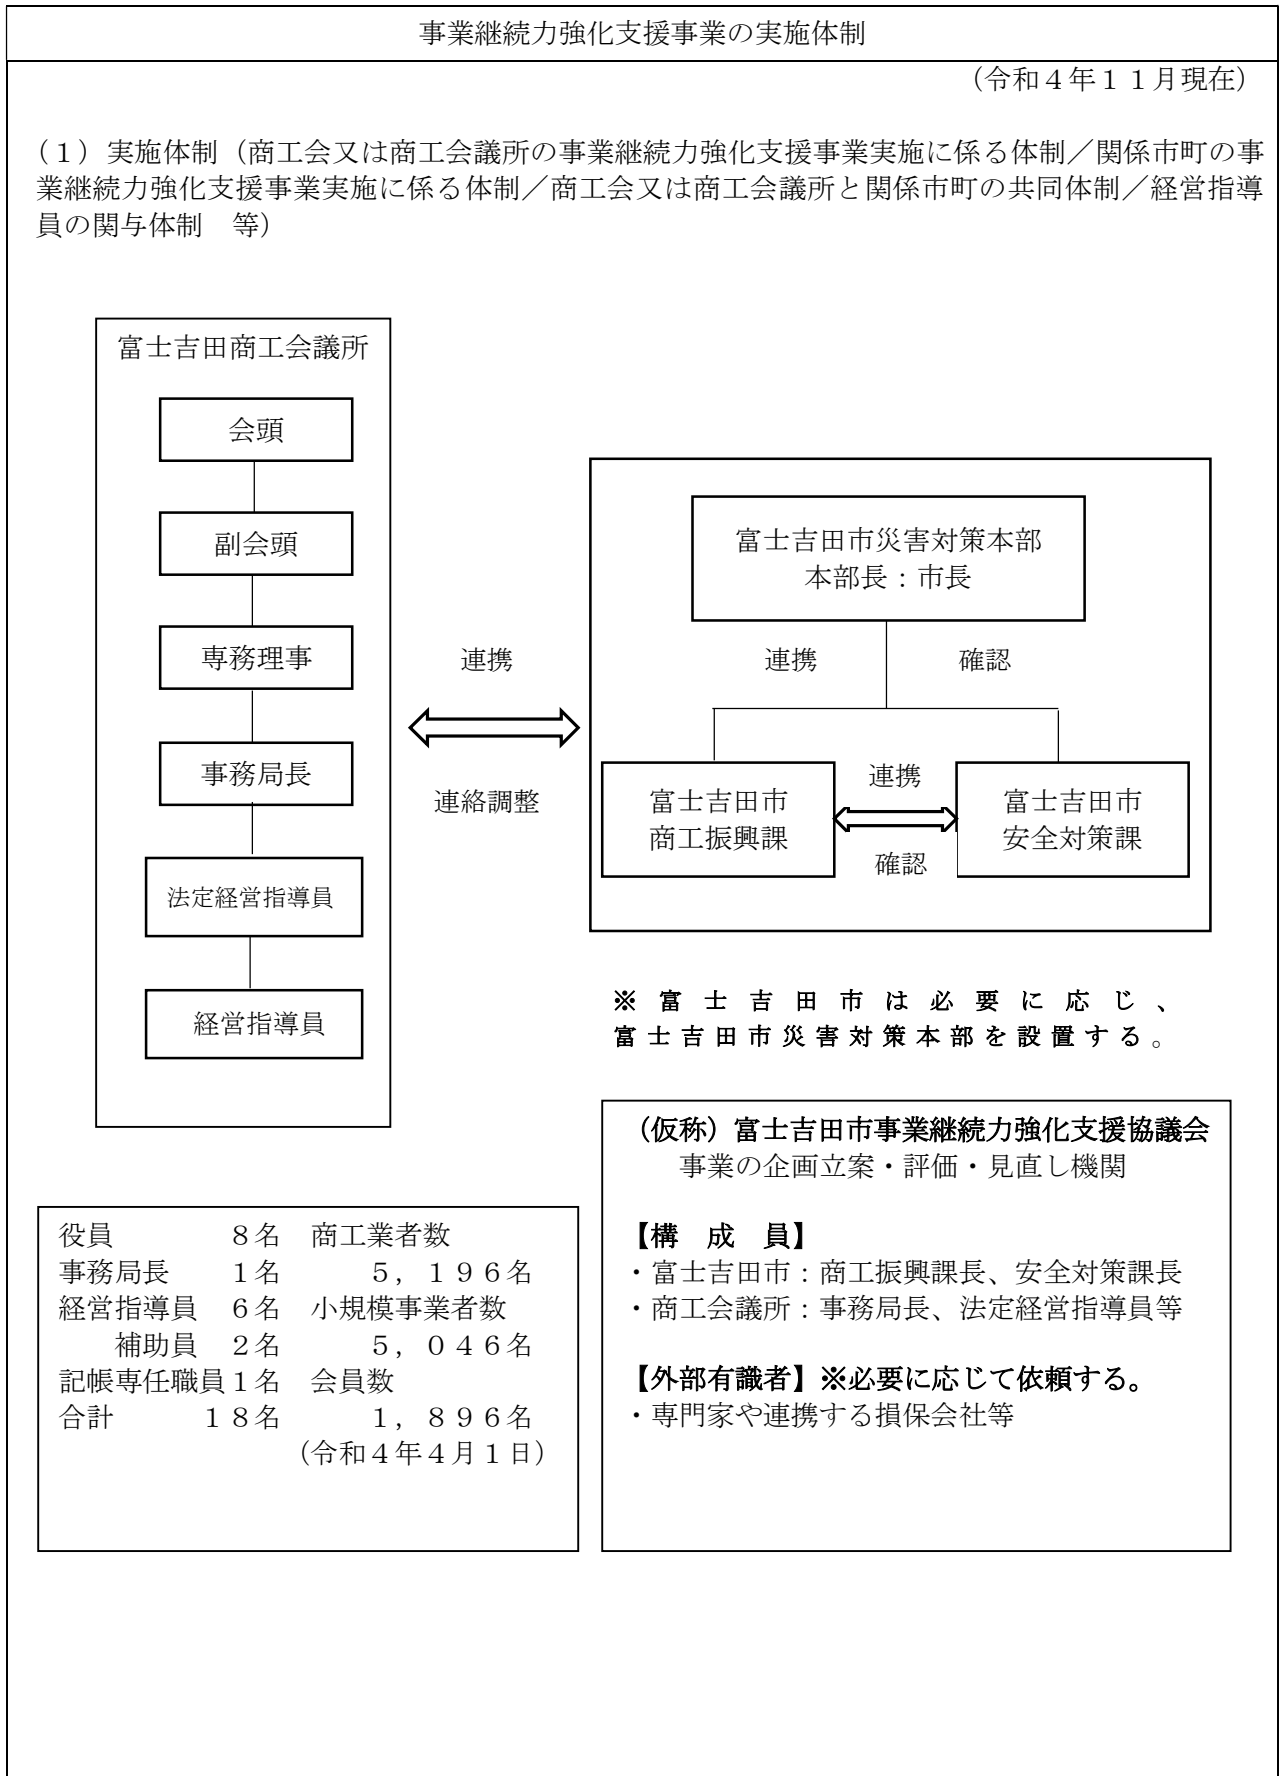 事業継続力強化支援事業の実施体制
（令和４年１１月現在）
（１）実施体制（商工会又は商工会議所の事業継続力強化支援事業実施に係る体制／関係市町の事
業継続力強化支援事業実施に係る体制／商工会又は商工会議所と関係市町の共同体制／経営指導
員の関与体制　等）
富士吉田商工会議所
会頭
副会頭
専務理事
事務局長
法定経営指導員
経営指導員
連携
連絡調整
富士吉田市災害対策本部
本部長：市長
連携
確認
富士吉田市
商工振興課
連携
確認
富士吉田市
安全対策課
※富士吉田市は必要に応じ、
富士吉田市災害対策本部を設置する。
役員　８名　商工業者数
事務局長　１名　５，１９６名
経営指導員　６名　小規模事業者数
補助員　２名　５，０４６名
記帳専任職員１名　会員数
合計　１８名　１，８９６名
（令和４年４月１日）
（仮称）富士吉田市事業継続力強化支援協議会
事業の企画立案・評価・見直し機関
【構　成　員】
・富士吉田市：商工振興課長、安全対策課長
・商工会議所：事務局長、法定経営指導員等
【外部有識者】※必要に応じて依頼する。
・専門家や連携する損保会社等